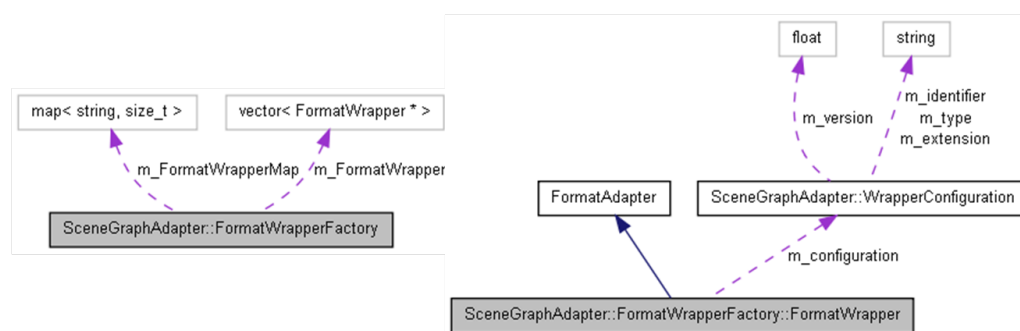 map< string, size_t >
vector< FormatWrapper * >
m_FormatWrapperMap
m_FormatWrapper
SceneGraphAdapter::FormatWrapperFactory
float
string
m_version
m_identifier
m_type
m_extension
FormatAdapter
SceneGraphAdapter::WrapperConfiguration
m_configuration
SceneGraphAdapter::FormatWrapperFactory::FormatWrapper